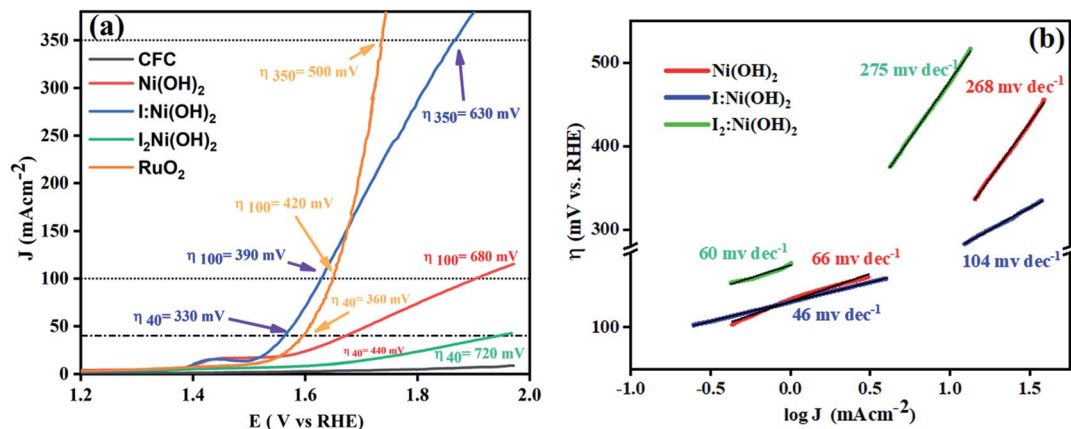 (a)
350
300
250
200
150
100
50
0
J (mAcm⁻²)
CFC
Ni(OH)₂
I:Ni(OH)₂
I₂Ni(OH)₂
RuO₂
η 350= 500 mV
η350= 630 mV
η 100= 420 mV
η100= 390 mV
η100= 680 mV
η 40= 360 mV
η 40= 330 mV
η 40= 440 mV
η40= 720 mV
1.2 1.4 1.6 1.8 2.0
E ( V vs RHE)
(b)
500
400
300
100
η (mV vs. RHE)
Ni(OH)₂
I:Ni(OH)₂
I₂:Ni(OH)₂
275 mv dec⁻¹
268 mv dec⁻¹
60 mv dec⁻¹
66 mv dec⁻¹
104 mv dec⁻¹
46 mv dec⁻¹
-1.0 -0.5 0.0 0.5 1.0 1.5
log J (mAcm⁻²)